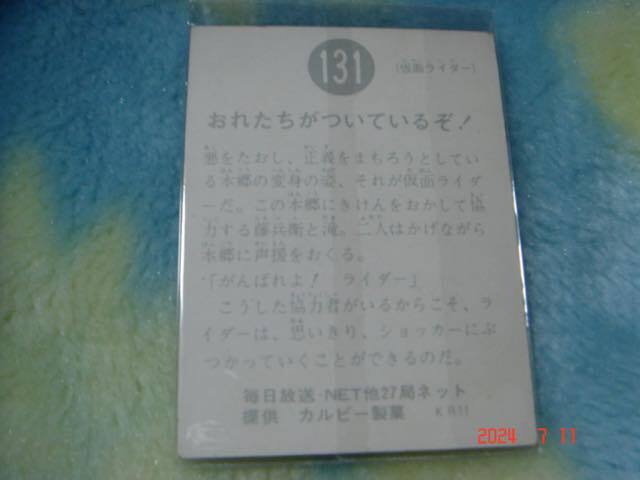 131
(仮面ライダー)
おれたちがついているぞ!
悪をたおし、正義をまもろうとしてい
る本郷の変身の姿、それが仮面ライダ
ーだ。この本郷にきけんをおかして協
力する藤兵衛と滝。二人はかげながら
本郷に声援をおくる。
「がんばれよ! ライダー」
こうした協力者がいるからこそ、ラ
イダーは、思いきり、ショッカーにぶ
つかっていくことができるのだ。
毎日放送・NET他27局ネット
提供 カルビー製菓 KR11
2024 7 11